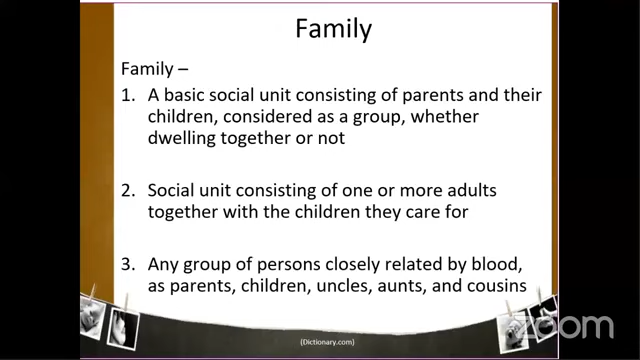 Family
Family –
1. A basic social unit consisting of parents and their
children, considered as a group, whether
dwelling together or not
2. Social unit consisting of one or more adults
together with the children they care for
3. Any group of persons closely related by blood,
as parents, children, uncles, aunts, and cousins
(Dictionary.com)
zoom